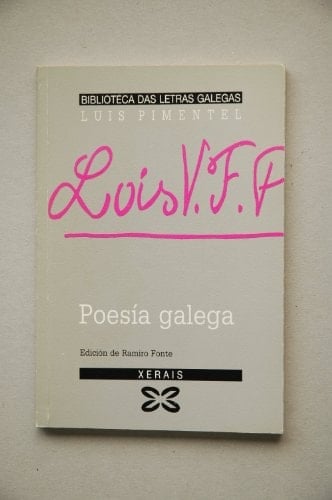 BIBLIOTECA DAS LETRAS GALEGAS
LUIS PIMENTEL
Lois V. F. P
Poesía galega
Edición de Ramiro Fonte
XERAIS